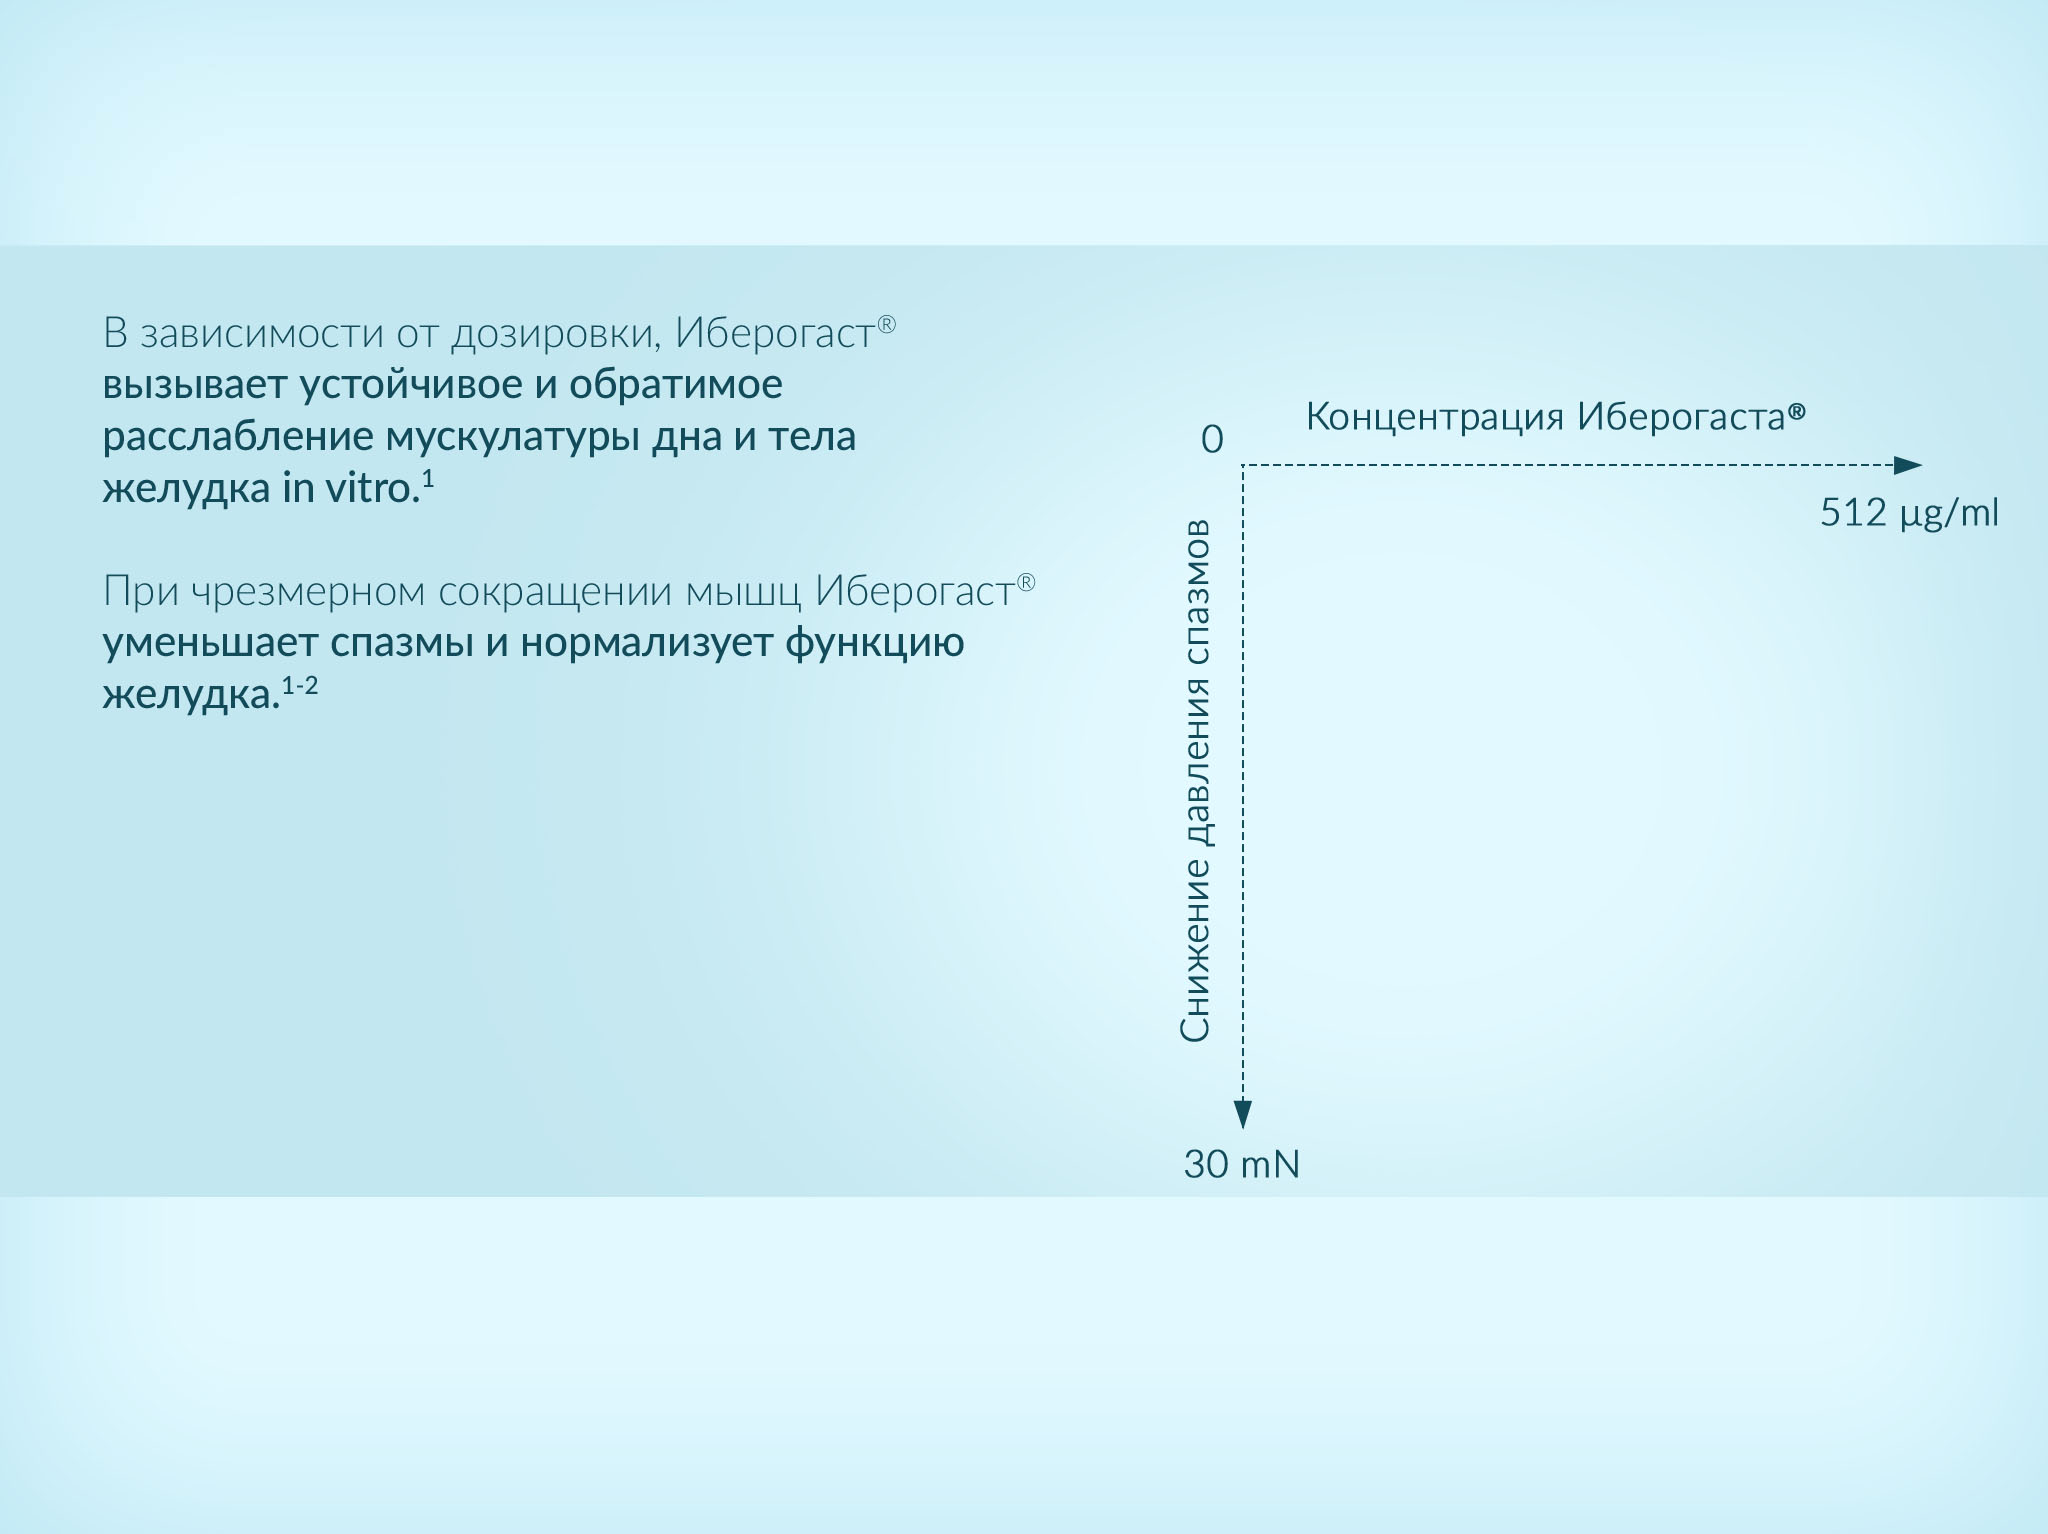 В зависимости от дозировки, Иберогаст®
вызывает устойчивое и обратимое
расслабление мускулатуры дна и тела
желудка in vitro.¹
При чрезмерном сокращении мышц Иберогаст®
уменьшает спазмы и нормализует функцию
желудка.¹⁻²
Концентрация Иберогаста®
0
512 µg/ml
Снижение давления спазмов
30 mN